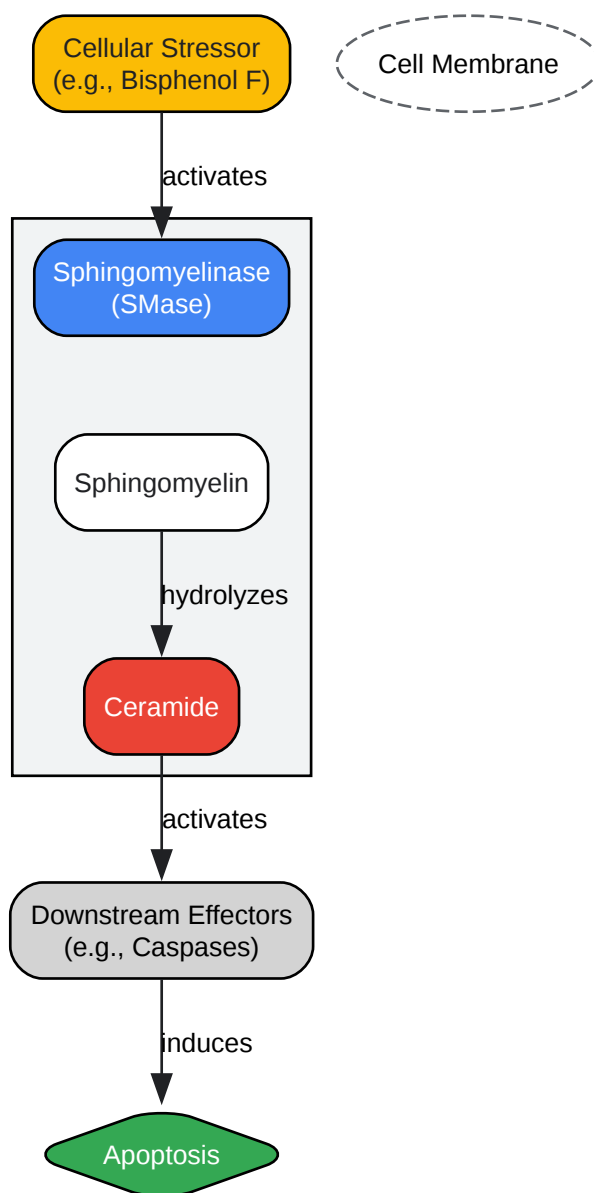 Cellular Stressor
(e.g., Bisphenol F)
Cell Membrane
activates
Sphingomyelinase
(SMase)
Sphingomyelin
hydrolyzes
Ceramide
activates
Downstream Effectors
(e.g., Caspases)
induces
Apoptosis